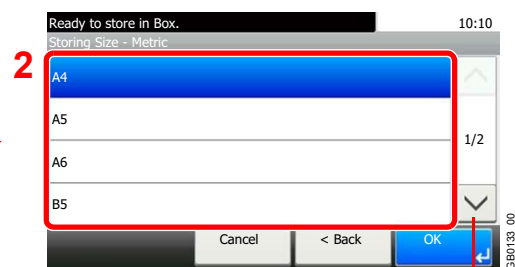 Ready to store in Box. 10:10
Storing Size - Metric
2
A4
A5
1/2
A6
B5
Cancel < Back OK
GB0133 00